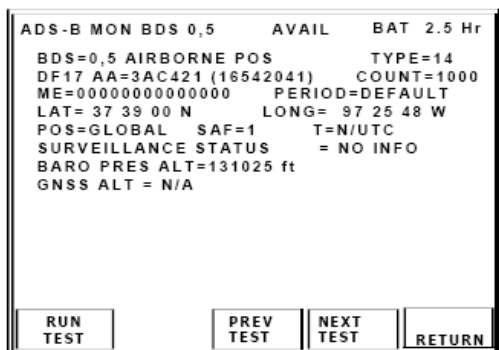 ADS-B MON BDS 0,5 AVAIL BAT 2.5 Hr
BDS=0,5 AIRBORNE POS TYPE=14
DF17 AA=3AC421 (16542041) COUNT=1000
ME=00000000000000 PERIOD=DEFAULT
LAT= 37 39 00 N LONG= 97 25 48 W
POS=GLOBAL SAF=1 T=N/UTC
SURVEILLANCE STATUS = NO INFO
BARO PRES ALT=131025 ft
GNSS ALT = N/A
RUN TEST PREV TEST NEXT TEST RETURN